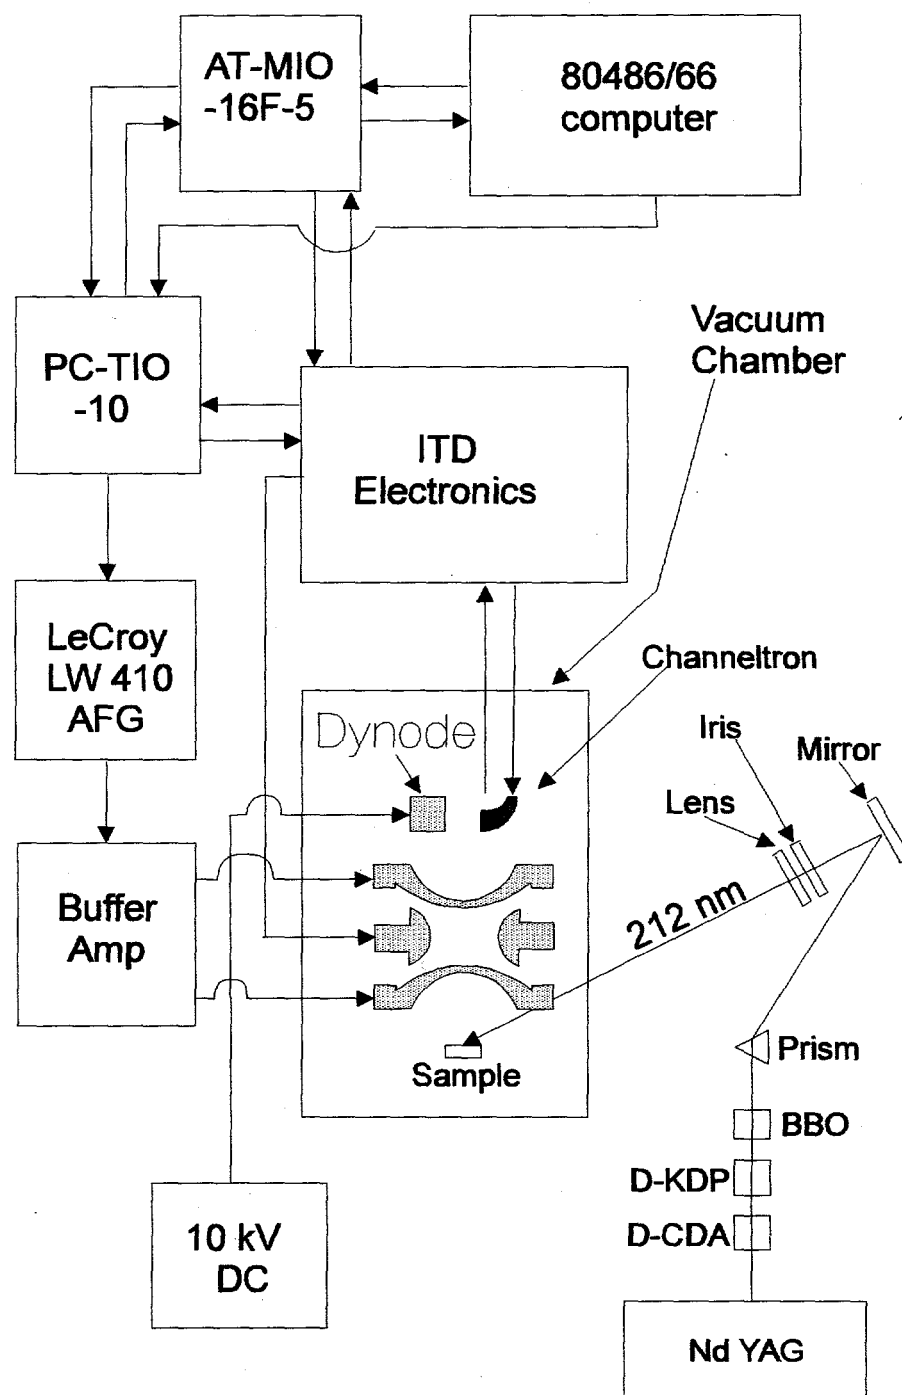 AT-MIO
-16F-5
80486/66
computer
PC-TIO
-10
Vacuum
Chamber
ITD
Electronics
LeCroy
LW 410
AFG
Channeltron
Dynode
Iris
Mirror
Lens
Buffer
Amp
212 nm
Sample
Prism
BBO
D-KDP
D-CDA
10 kV
DC
Nd YAG